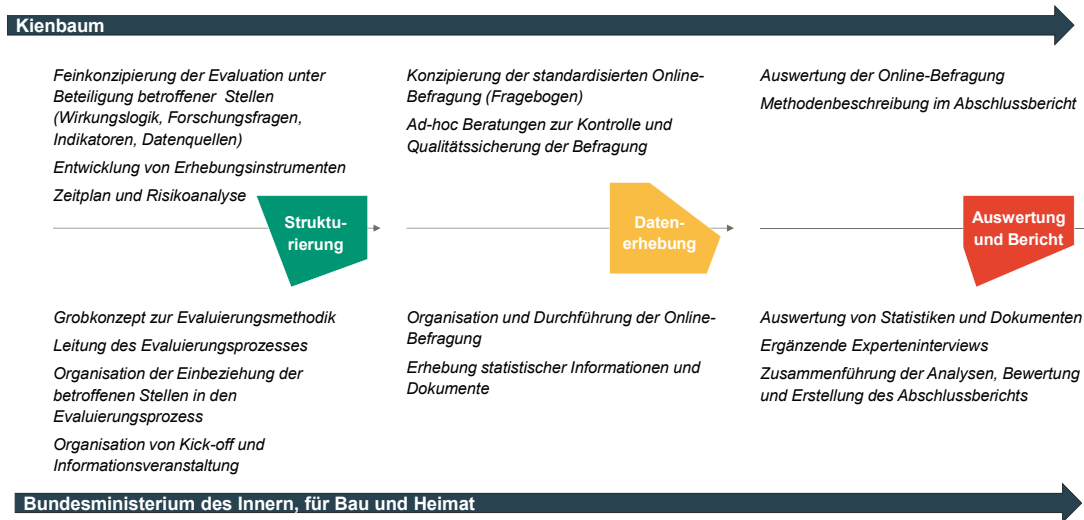 Kienbaum
Feinkonzipierung der Evaluation unter
Beteiligung betroffener Stellen
(Wirkungslogik, Forschungsfragen,
Indikatoren, Datenquellen)
Entwicklung von Erhebungsinstrumenten
Zeitplan und Risikoanalyse
Konzipierung der standardisierten Online-
Befragung (Fragebogen)
Ad-hoc Beratungen zur Kontrolle und
Qualitätssicherung der Befragung
Auswertung der Online-Befragung
Methodenbeschreibung im Abschlussbericht
Struktu-
rierung
Daten-
erhebung
Auswertung
und Bericht
Grobkonzept zur Evaluierungsmethodik
Leitung des Evaluierungsprozesses
Organisation der Einbeziehung der
betroffenen Stellen in den
Evaluierungsprozess
Organisation von Kick-off und
Informationsveranstaltung
Organisation und Durchführung der Online-
Befragung
Erhebung statistischer Informationen und
Dokumente
Auswertung von Statistiken und Dokumenten
Ergänzende Experteninterviews
Zusammenführung der Analysen, Bewertung
und Erstellung des Abschlussberichts
Bundesministerium des Innern, für Bau und Heimat